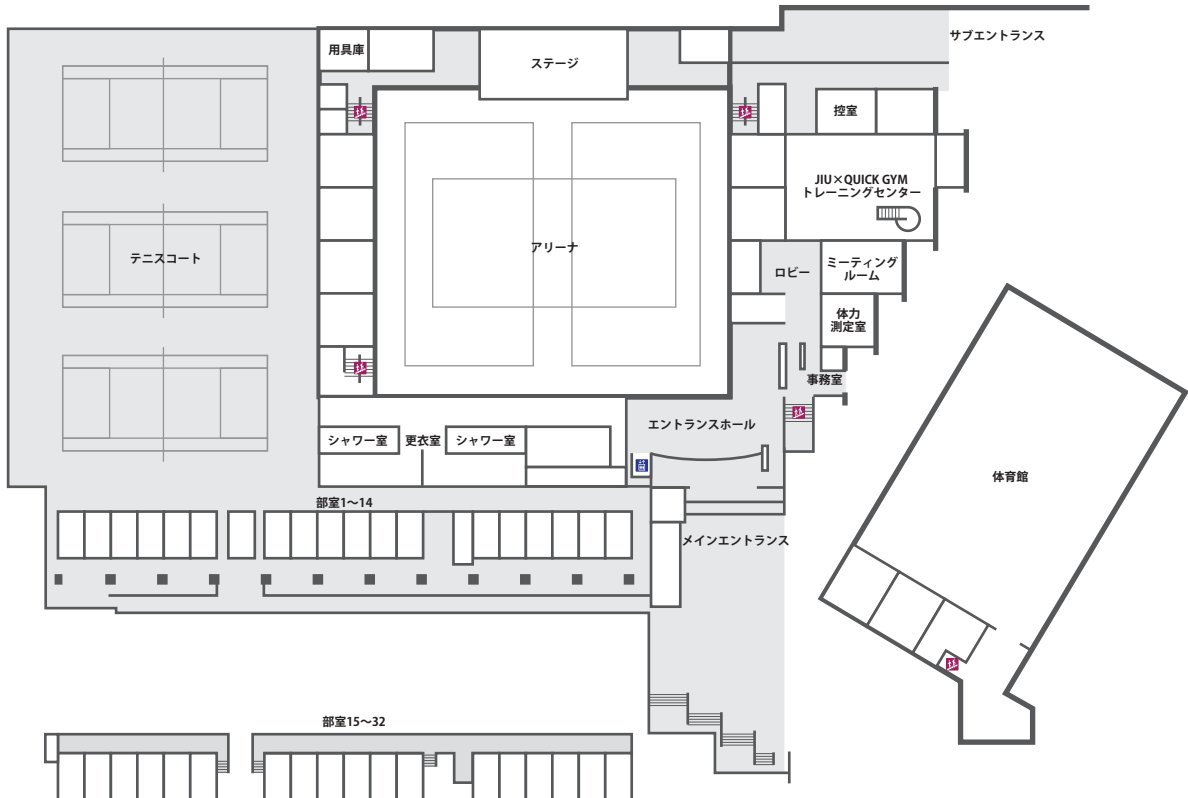 サブエントランス
用具庫
ステージ
控室
JIU×QUICK GYM
トレーニングセンター
アリーナ
テニスコート
ロビー
ミーティング
ルーム
体力
測定室
事務室
エントランスホール
シャワー室
更衣室
シャワー室
体育館
部室1〜14
メインエントランス
部室15〜32